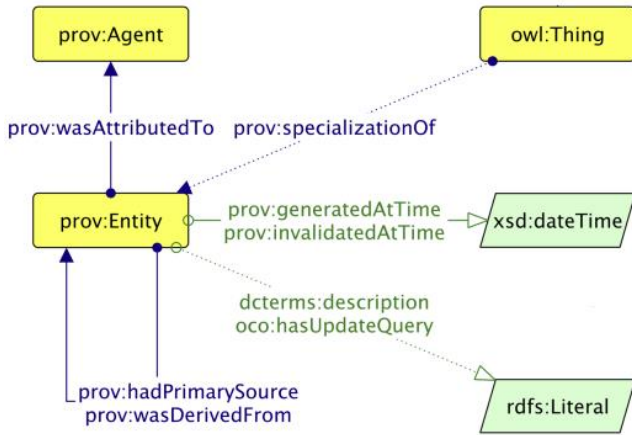 prov:Agent
owl:Thing
prov:wasAttributedTo
prov:specializationOf
prov:Entity
prov:generatedAtTime
prov:invalidatedAtTime
xsd:dateTime
dcterms:description
oco:hasUpdateQuery
prov:hadPrimarySource
prov:wasDerivedFrom
rdfs:Literal